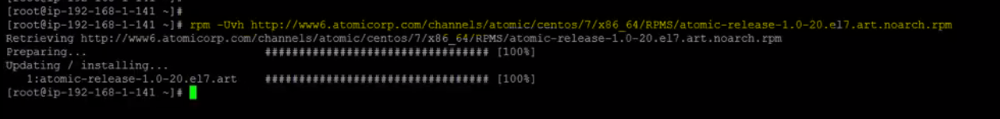 [root@ip-192-168-1-141 ~]#
[root@ip-192-168-1-141 ~]# rpm -Uvh http://www6.atomicorp.com/channels/atomic/centos/7/x86_64/RPMS/atomic-release-1.0-20.el7.art.noarch.rpm
Retrieving http://www6.atomicorp.com/channels/atomic/centos/7/x86_64/RPMS/atomic-release-1.0-20.el7.art.noarch.rpm
Preparing... ################################# [100%]
Updating / installing...
1:atomic-release-1.0-20.el7.art ################################# [100%]
[root@ip-192-168-1-141 ~]#